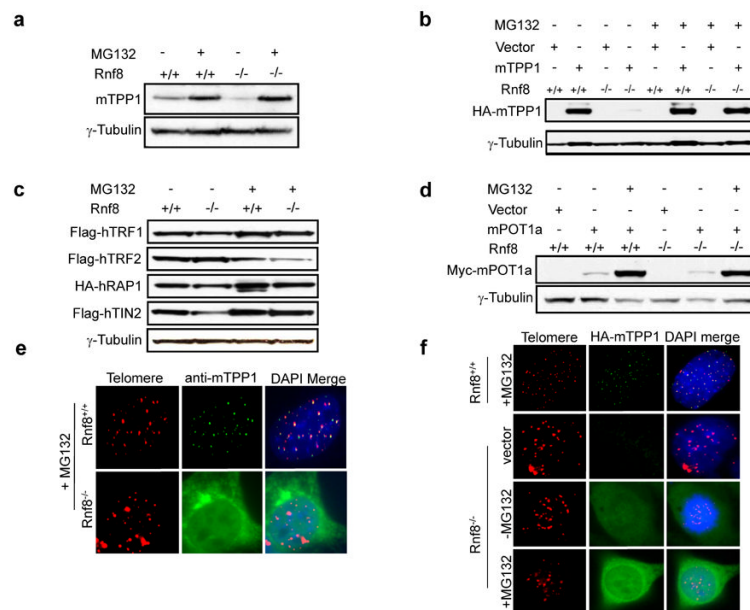 a
MG132 - + - +
Rnf8 +/+ +/+ -/- -/-
mTPP1
γ-Tubulin
b
MG132 - - - - + + + +
Vector + - + - + - + -
mTPP1 - + - + - + - +
Rnf8 +/+ +/+ -/- -/- +/+ +/+ -/- -/-
HA-mTPP1
γ-Tubulin
c
MG132 - - + +
Rnf8 +/+ -/- +/+ -/-
Flag-hTRF1
Flag-hTRF2
HA-hRAP1
Flag-hTIN2
γ-Tubulin
d
MG132 - - + - - +
Vector + - - + - -
mPOT1a - + + - + +
Rnf8 +/+ +/+ +/+ -/- -/- -/-
Myc-mPOT1a
γ-Tubulin
e
Telomere anti-mTPP1 DAPI Merge
+ MG132
Rnf8+/+
Rnf8-/-
f
Telomere HA-mTPP1 DAPI merge
Rnf8+/+
+MG132
Rnf8-/-
vector
-MG132
+MG132